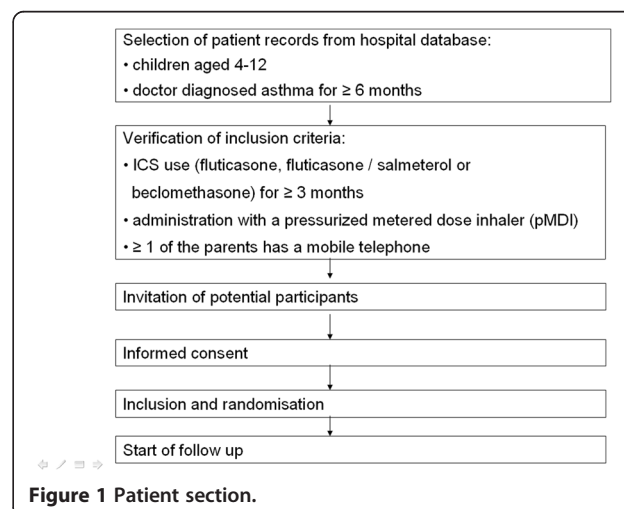 Selection of patient records from hospital database:
• children aged 4-12
• doctor diagnosed asthma for ≥ 6 months
Verification of inclusion criteria:
• ICS use (fluticasone, fluticasone / salmeterol or
beclomethasone) for ≥ 3 months
• administration with a pressurized metered dose inhaler (pMDI)
• ≥ 1 of the parents has a mobile telephone
Invitation of potential participants
Informed consent
Inclusion and randomisation
Start of follow up
Figure 1 Patient section.